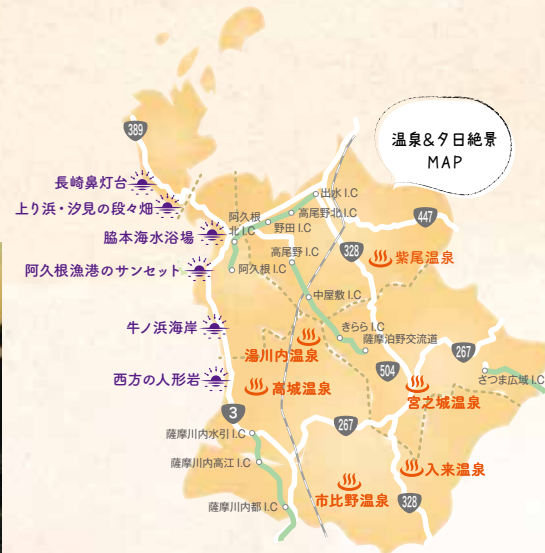 温泉&夕日絶景
MAP
389
長崎鼻灯台
上り浜・汐見の段々畑
脇本海水浴場
阿久根漁港のサンセット
牛ノ浜海岸
西方の人形岩
出水 I.C
高尾野北 I.C
阿久根
北 I.C
野田 I.C
高尾野 I.C
阿久根 I.C
447
328
紫尾温泉
中屋敷 I.C
きらら I.C
薩摩泊野交流道
湯川内温泉
267
504
さつま広域 I.C
高城温泉
宮之城温泉
3
267
薩摩川内水引 I.C
薩摩川内高江 I.C
入来温泉
市比野温泉
328
薩摩川内都 I.C